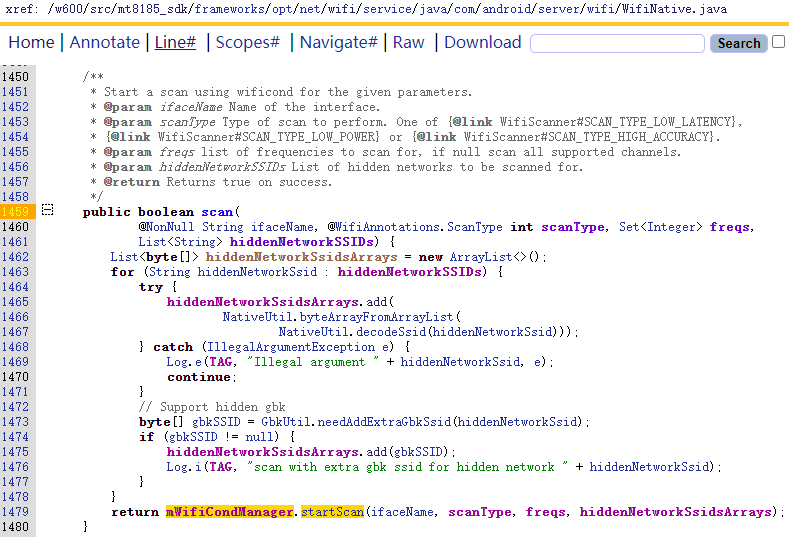 xref: /w600/src/mt8185_sdk/frameworks/opt/net/wifi/service/java/com/android/server/wifi/WifiNative.java
Home | Annotate | Line# | Scopes# | Navigate# | Raw | Download Search
1450 /**
1451 * Start a scan using wificond for the given parameters.
1452 * @param ifaceName Name of the interface.
1453 * @param scanType Type of scan to perform. One of {@link WifiScanner#SCAN_TYPE_LOW_LATENCY},
1454 * {@link WifiScanner#SCAN_TYPE_LOW_POWER} or {@link WifiScanner#SCAN_TYPE_HIGH_ACCURACY}.
1455 * @param freqs list of frequencies to scan for, if null scan all supported channels.
1456 * @param hiddenNetworkSSIDs List of hidden networks to be scanned for.
1457 * @return Returns true on success.
1458 */
1459 public boolean scan(
1460 @NonNull String ifaceName, @WifiAnnotations.ScanType int scanType, Set<Integer> freqs,
1461 List<String> hiddenNetworkSSIDs) {
1462 List<byte[]> hiddenNetworkSsidsArrays = new ArrayList<>();
1463 for (String hiddenNetworkSsid : hiddenNetworkSSIDs) {
1464 try {
1465 hiddenNetworkSsidsArrays.add(
1466 NativeUtil.byteArrayFromArrayList(
1467 NativeUtil.decodeSsid(hiddenNetworkSsid)));
1468 } catch (IllegalArgumentException e) {
1469 Log.e(TAG, "Illegal argument " + hiddenNetworkSsid, e);
1470 continue;
1471 }
1472 // Support hidden gbk
1473 byte[] gbkSSID = GbkUtil.needAddExtraGbkSsid(hiddenNetworkSsid);
1474 if (gbkSSID != null) {
1475 hiddenNetworkSsidsArrays.add(gbkSSID);
1476 Log.i(TAG, "scan with extra gbk ssid for hidden network " + hiddenNetworkSsid);
1477 }
1478 }
1479 return mWifiCondManager.startScan(ifaceName, scanType, freqs, hiddenNetworkSsidsArrays);
1480 }